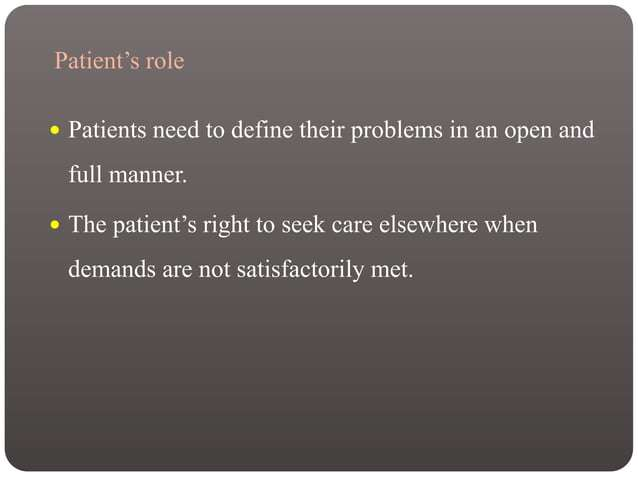 Patient’s role
• Patients need to define their problems in an open and
full manner.
• The patient’s right to seek care elsewhere when
demands are not satisfactorily met.